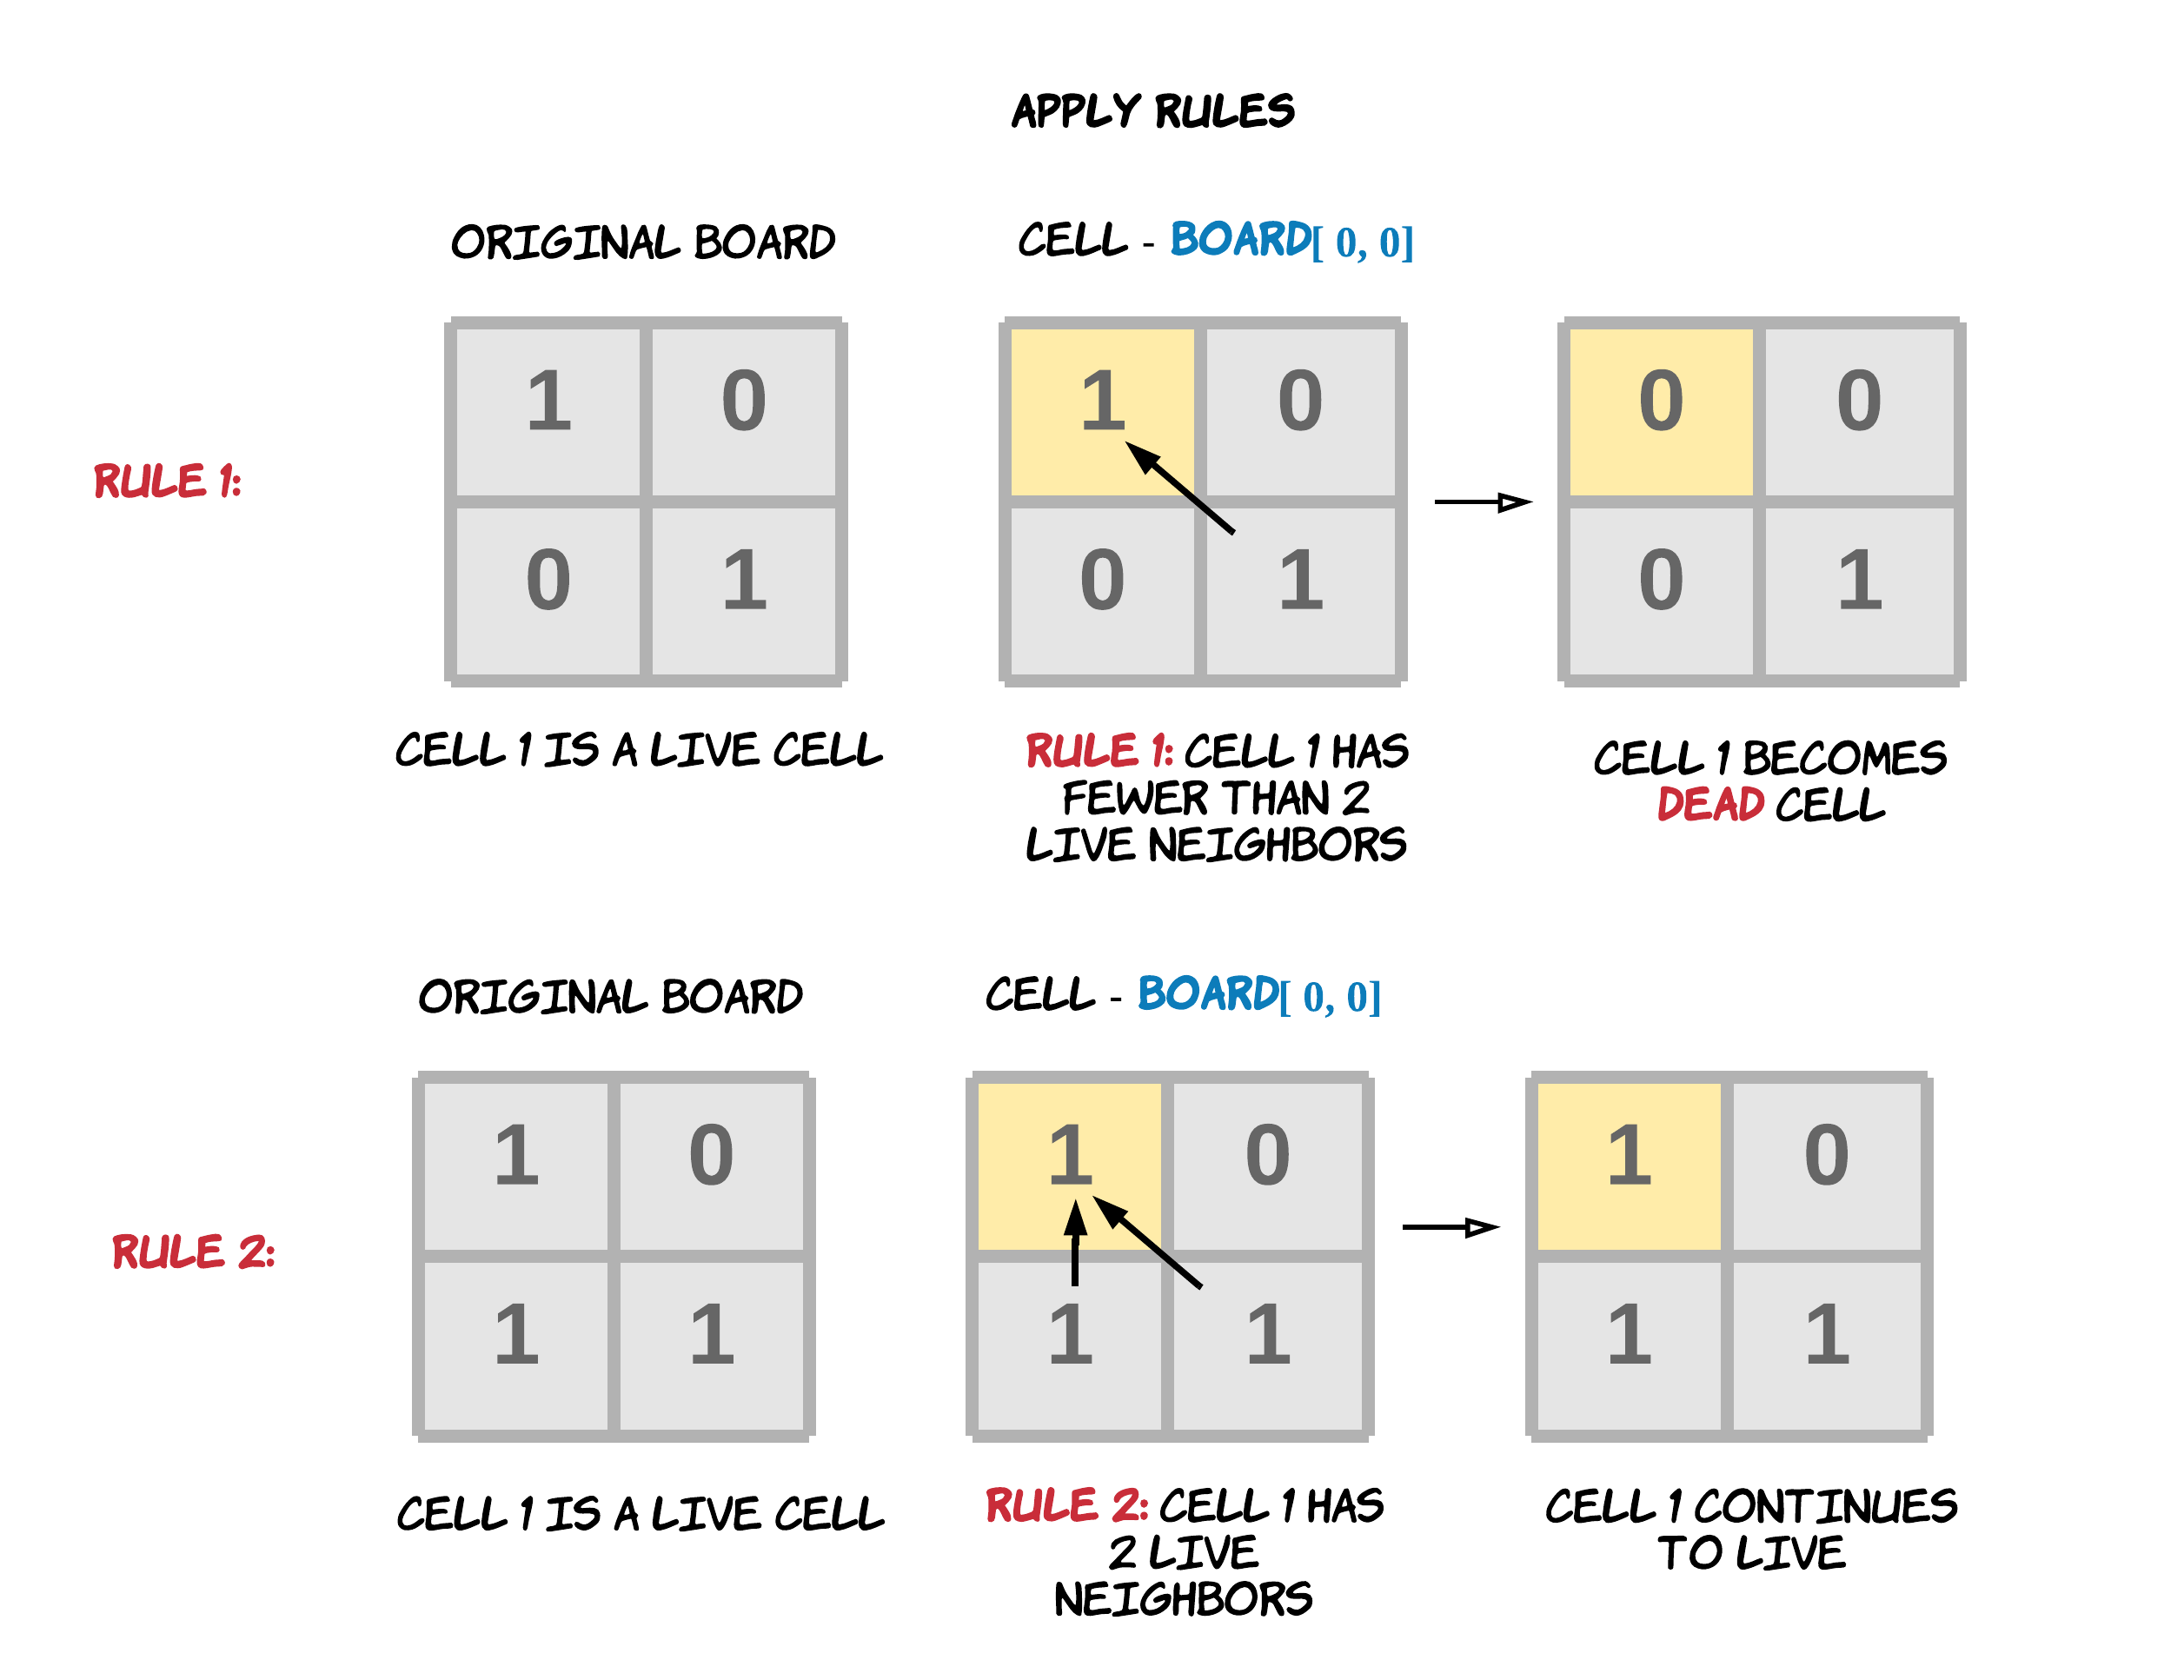 APPLY RULES
ORIGINAL BOARD
CELL - BOARD[ 0, 0]
RULE 1:
1 0
0 1
1 0
0 1
0 0
0 1
CELL 1 IS A LIVE CELL
RULE 1: CELL 1 HAS
FEWER THAN 2
LIVE NEIGHBORS
CELL 1 BECOMES
DEAD CELL
ORIGINAL BOARD
CELL - BOARD[ 0, 0]
RULE 2:
1 0
1 1
1 0
1 1
1 0
1 1
CELL 1 IS A LIVE CELL
RULE 2: CELL 1 HAS
2 LIVE
NEIGHBORS
CELL 1 CONTINUES
TO LIVE